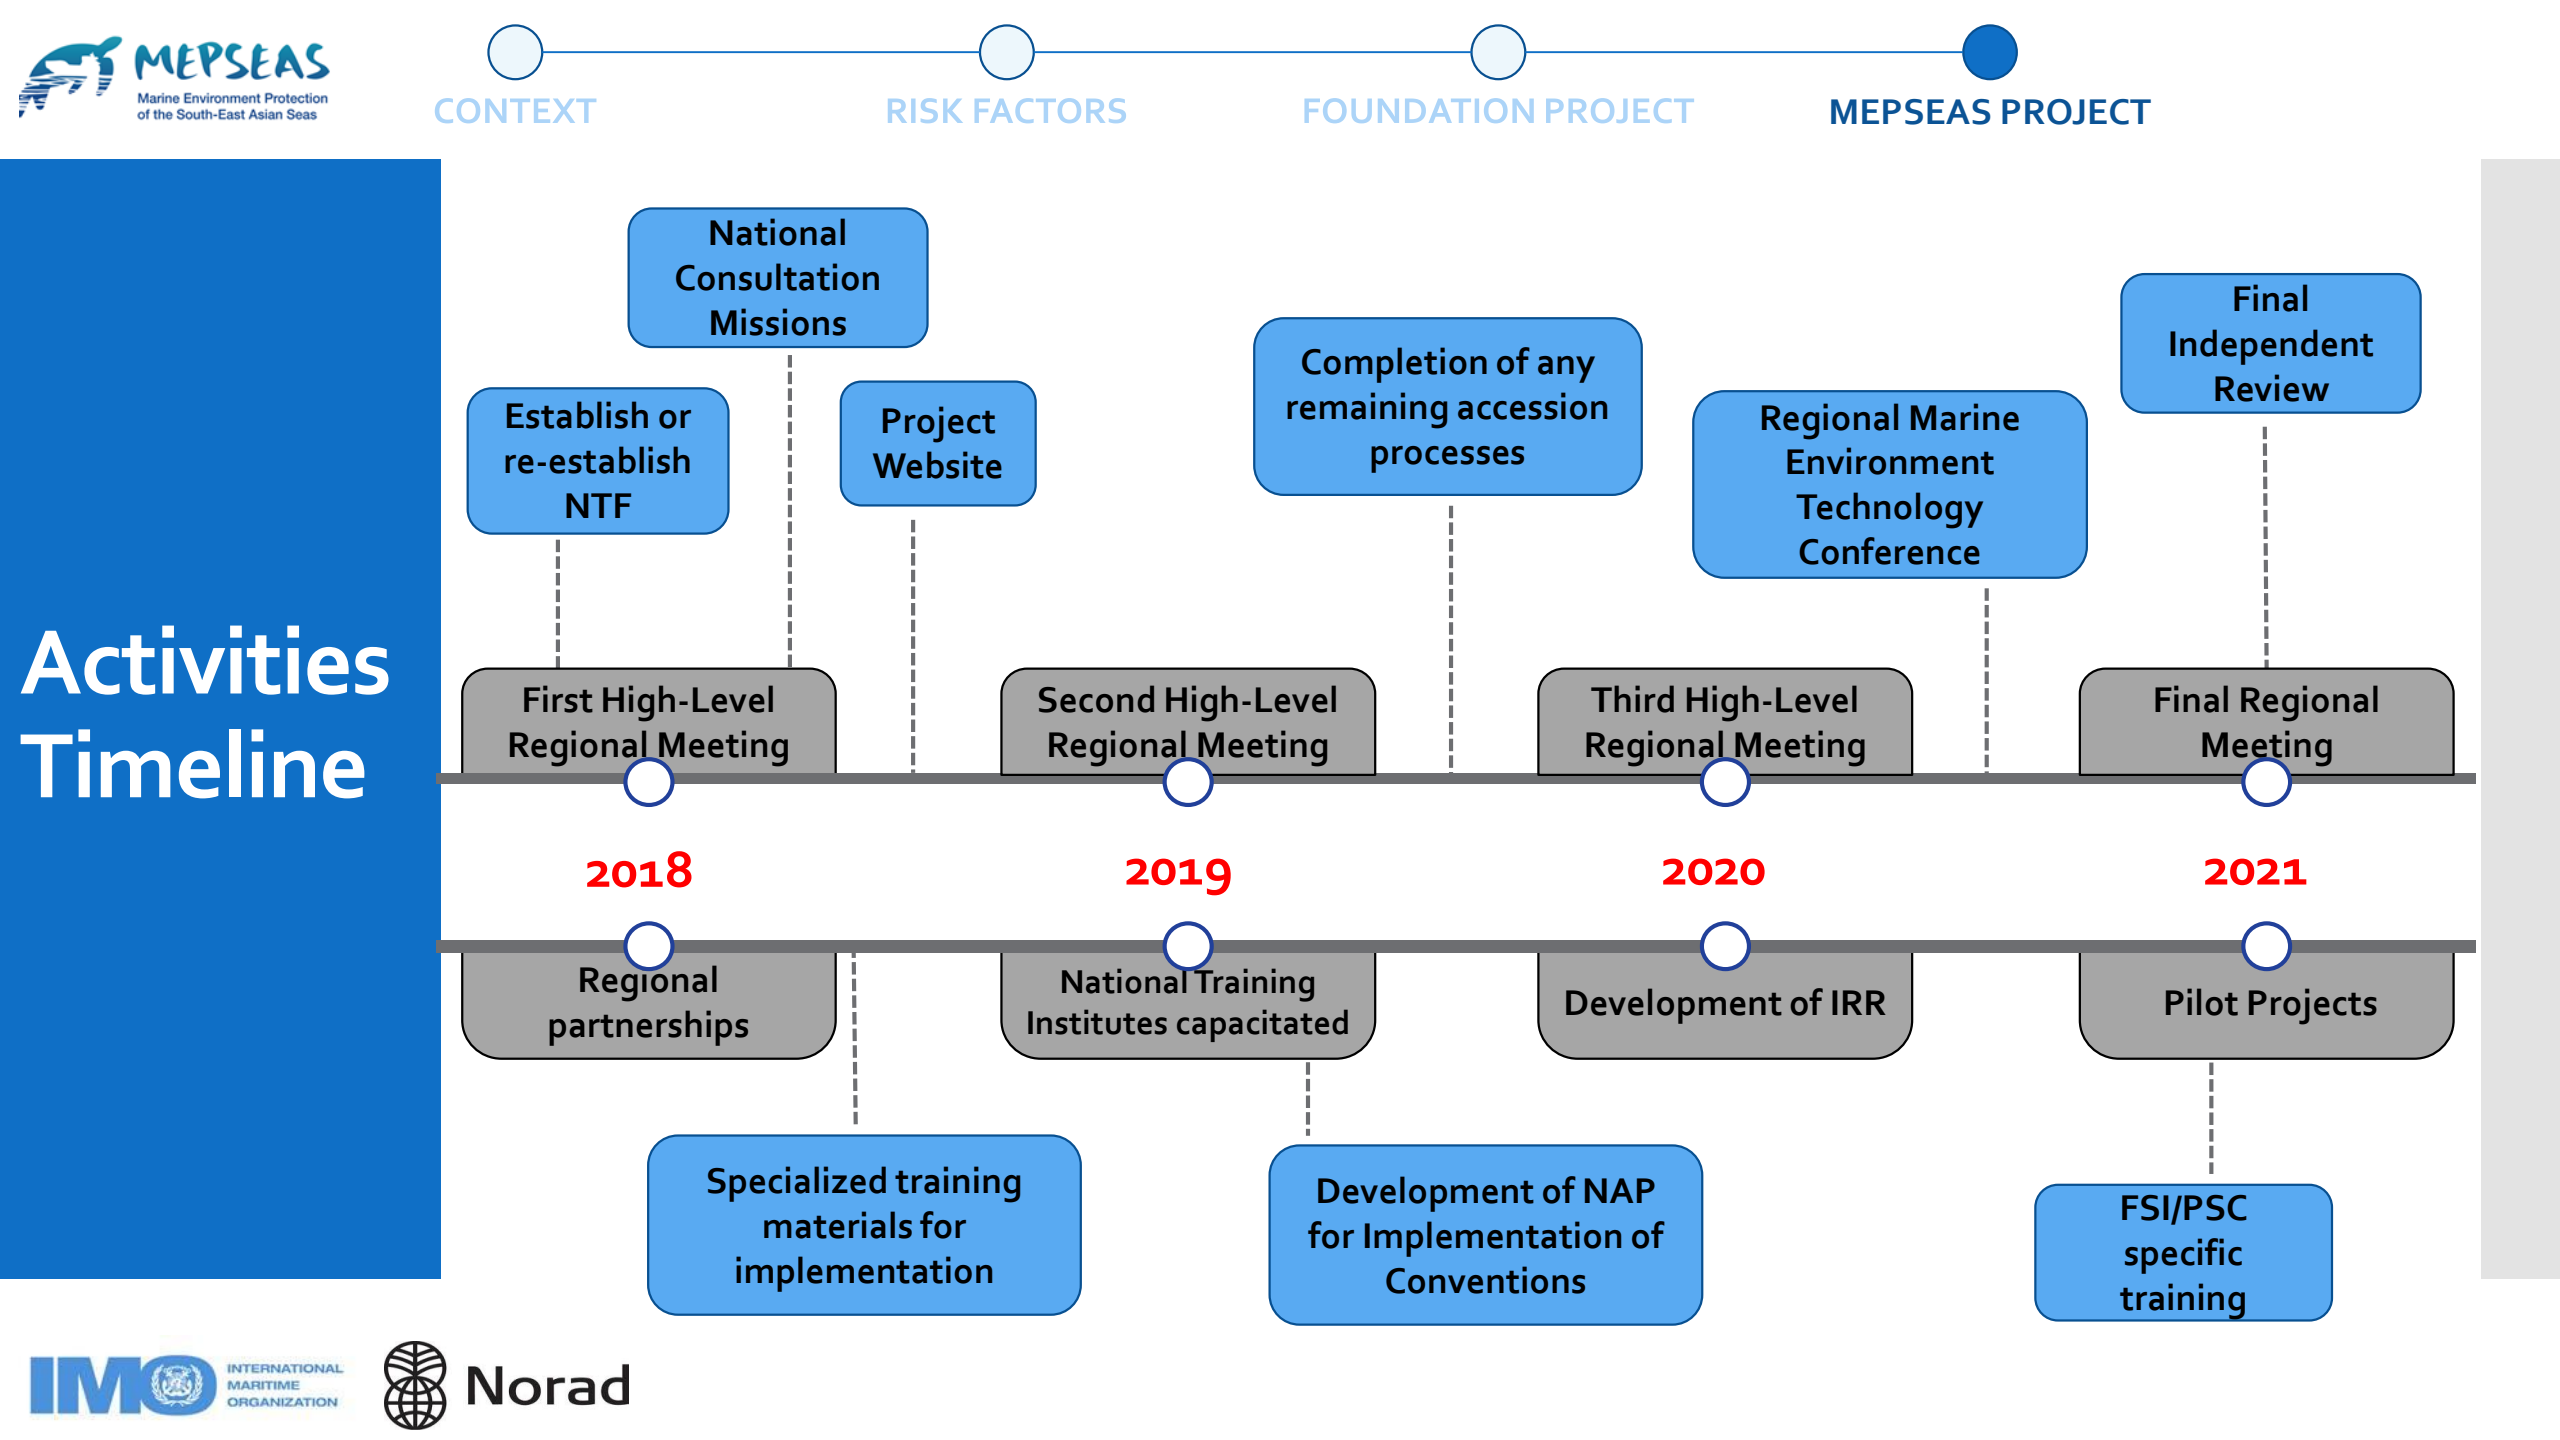 MEPSEAS
Marine Environment Protection
of the South-East Asian Seas
CONTEXT
RISK FACTORS
FOUNDATION PROJECT
MEPSEAS PROJECT
Activities
Timeline
National
Consultation
Missions
Establish or
re-establish
NTF
Project
Website
Completion of any
remaining accession
processes
Regional Marine
Environment
Technology
Conference
Final
Independent
Review
First High-Level
Regional Meeting
Second High-Level
Regional Meeting
Third High-Level
Regional Meeting
Final Regional
Meeting
2018
2019
2020
2021
Regional
partnerships
National Training
Institutes capacitated
Development of IRR
Pilot Projects
Specialized training
materials for
implementation
Development of NAP
for Implementation of
Conventions
FSI/PSC
specific
training
IMO
INTERNATIONAL
MARITIME
ORGANIZATION
Norad